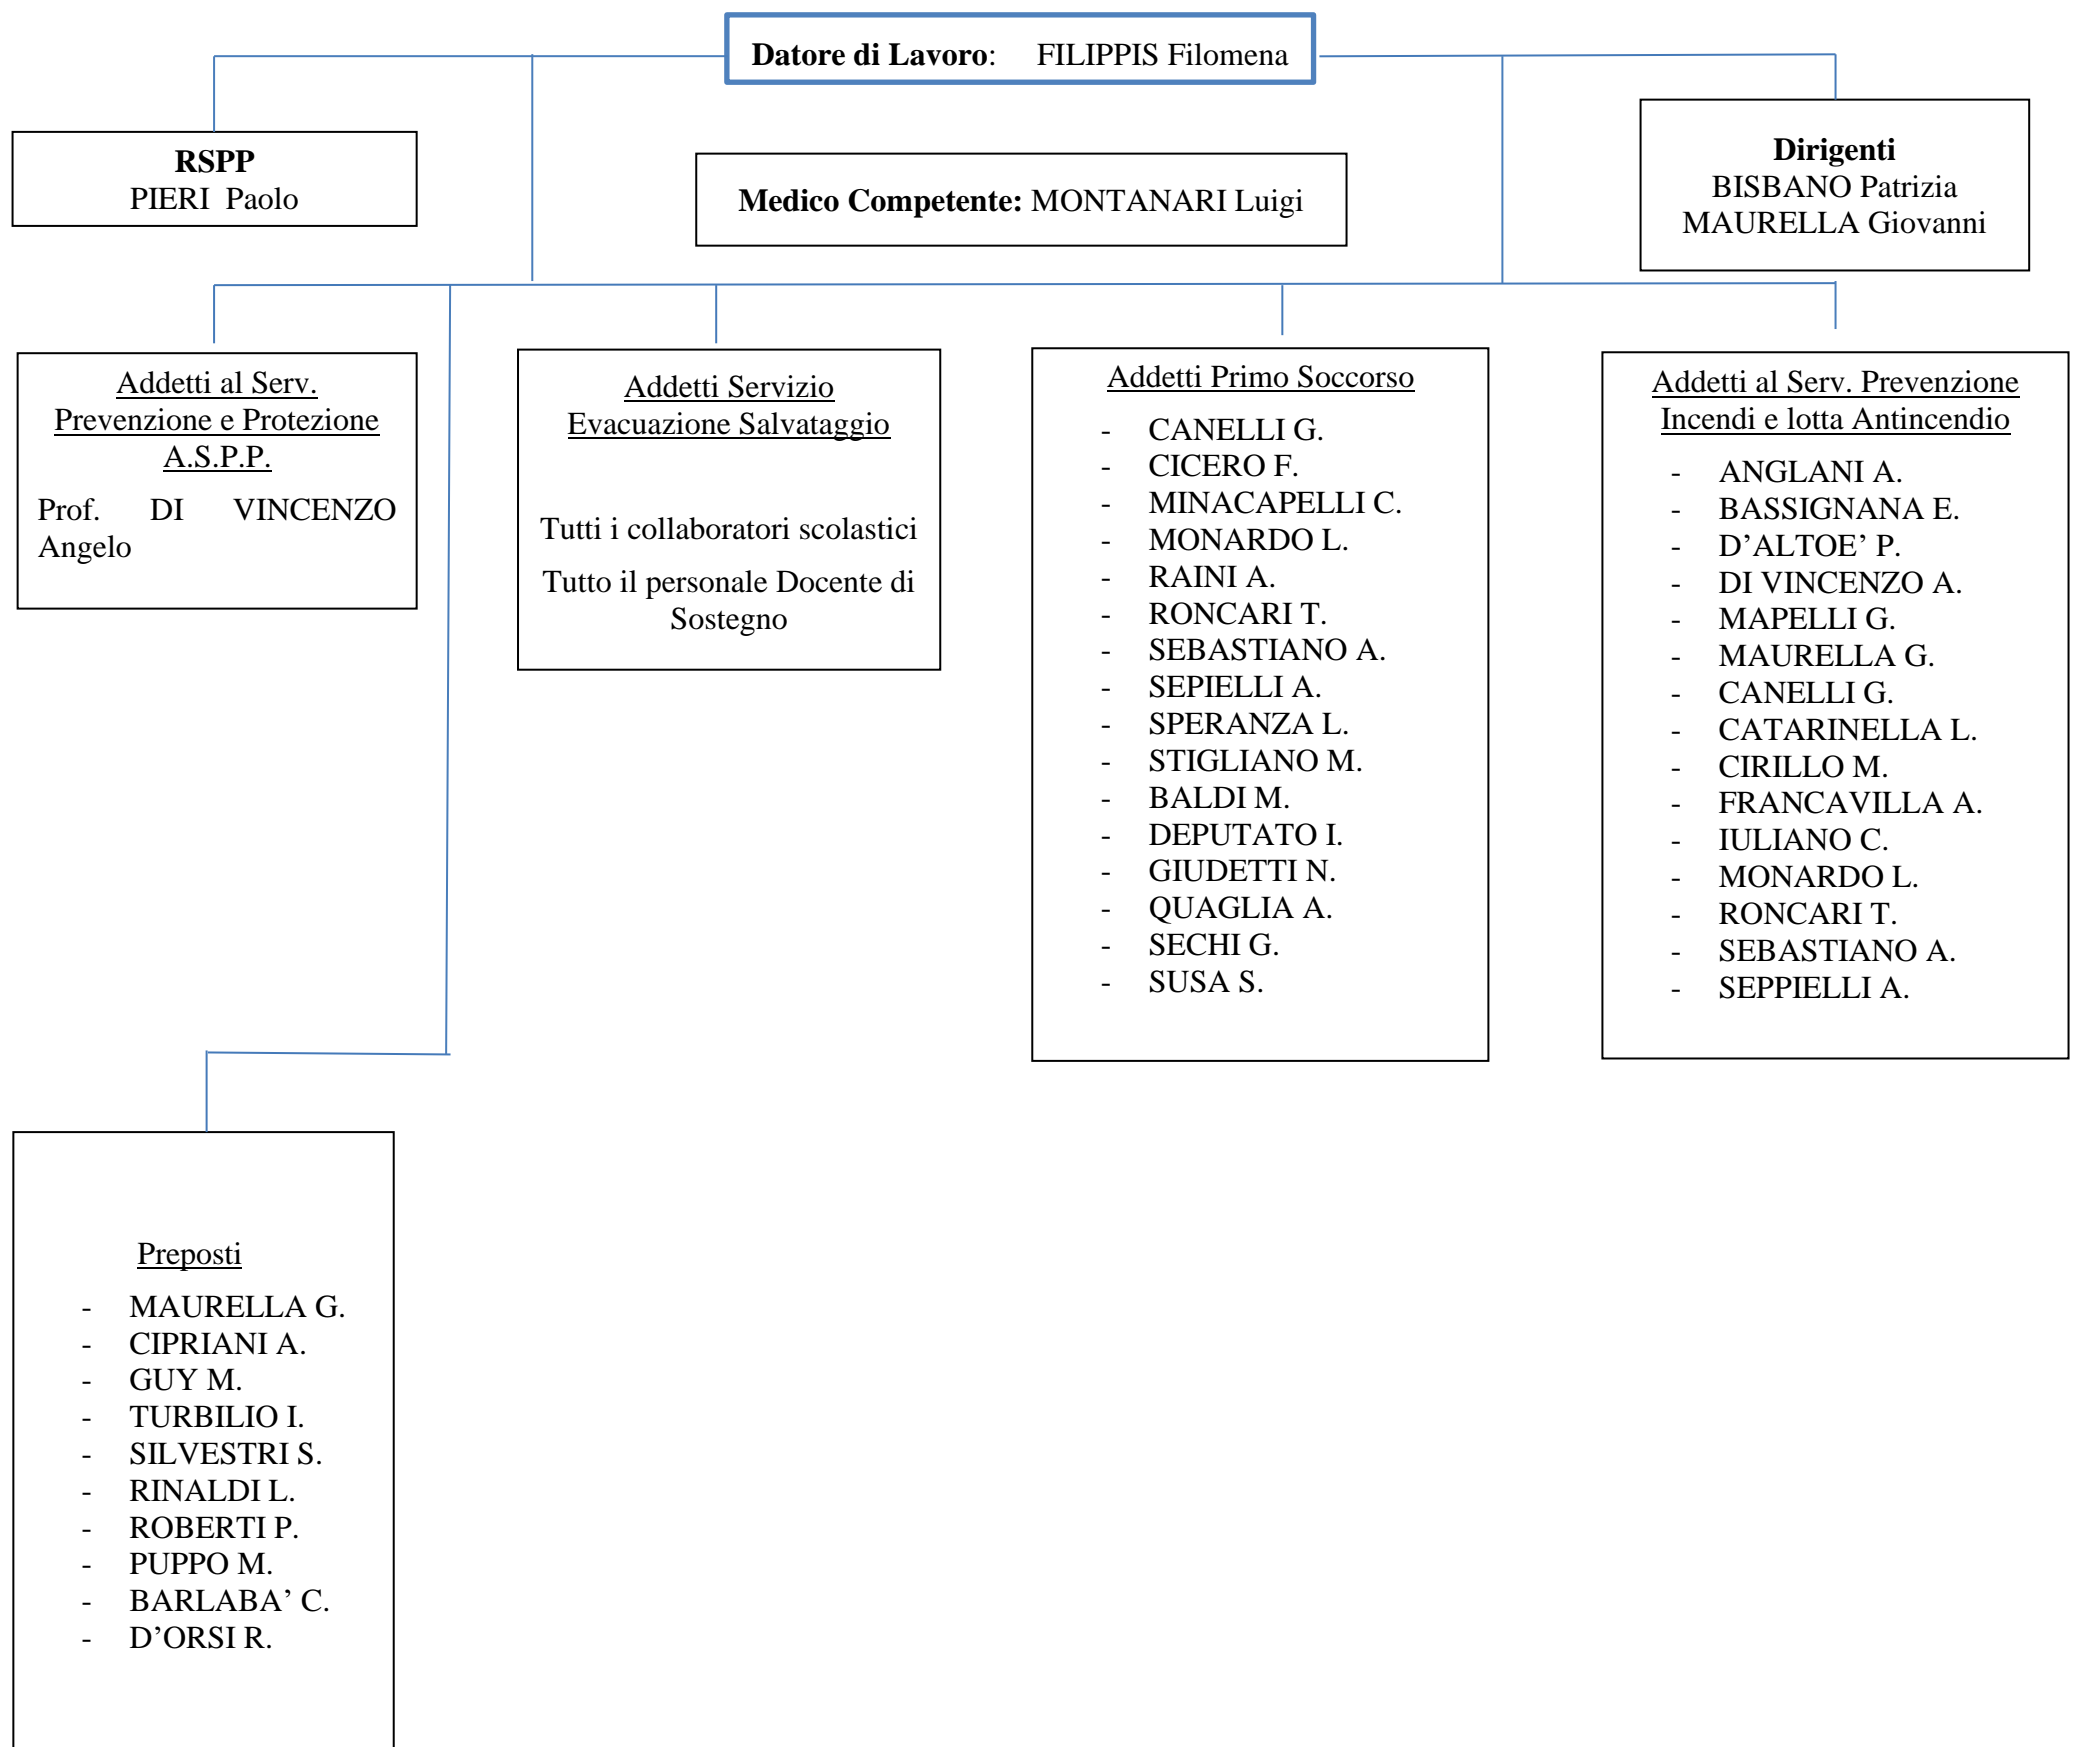 Datore di Lavoro: FILIPPIS Filomena
RSPP
PIERI Paolo
Medico Competente: MONTANARI Luigi
Dirigenti
BISBANO Patrizia
MAURELLA Giovanni
Addetti al Serv.
Prevenzione e Protezione
A.S.P.P.
Prof. DI VINCENZO
Angelo
Addetti Servizio
Evacuazione Salvataggio
Tutti i collaboratori scolastici
Tutto il personale Docente di
Sostegno
Addetti Primo Soccorso
- CANELLI G.
- CICERO F.
- MINACAPELLI C.
- MONARDO L.
- RAINI A.
- RONCARI T.
- SEBASTIANO A.
- SEPIELLI A.
- SPERANZA L.
- STIGLIANO M.
- BALDI M.
- DEPUTATO I.
- GIUDETTI N.
- QUAGLIA A.
- SECHI G.
- SUSA S.
Addetti al Serv. Prevenzione
Incendi e lotta Antincendio
- ANGLANI A.
- BASSIGNANA E.
- D’ALTOE’ P.
- DI VINCENZO A.
- MAPELLI G.
- MAURELLA G.
- CANELLI G.
- CATARINELLA L.
- CIRILLO M.
- FRANCAVILLA A.
- IULIANO C.
- MONARDO L.
- RONCARI T.
- SEBASTIANO A.
- SEPPIELLI A.
Preposti
- MAURELLA G.
- CIPRIANI A.
- GUY M.
- TURBILIO I.
- SILVESTRI S.
- RINALDI L.
- ROBERTI P.
- PUPPO M.
- BARLABA’ C.
- D’ORSI R.